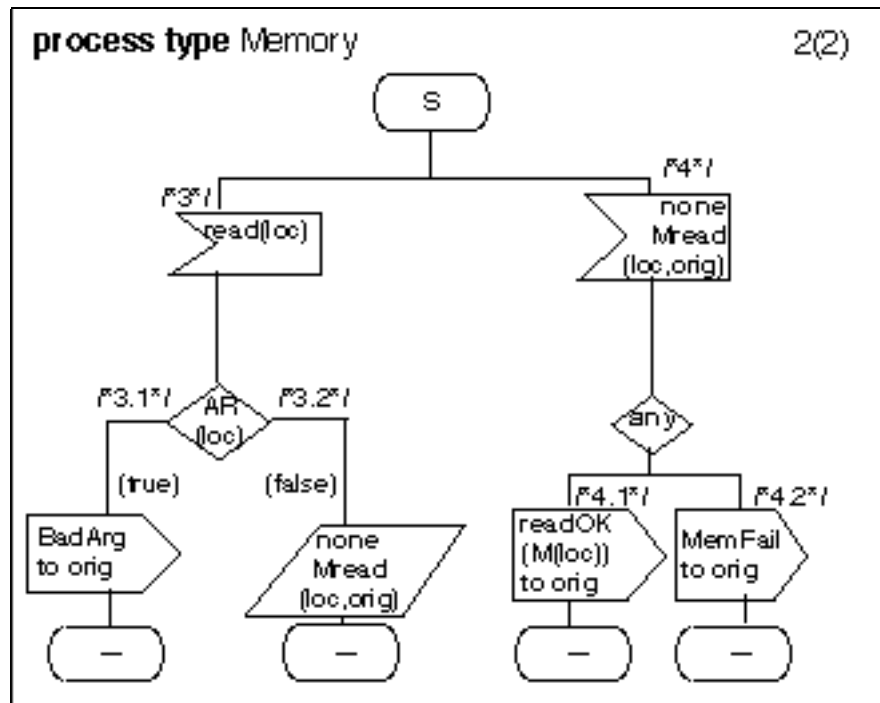 process type Memory
2(2)
S
/*3*/
/*4*/
read(loc)
none
Mread
(loc,orig)
/*3.1*/
AR
(loc)
/*3.2*/
any
(true)
(false)
/*4.1*/
/*4.2*/
BadArg
to orig
none
Mread
(loc,orig)
readOK
(M(loc))
to orig
MemFail
to orig
–
–
–
–